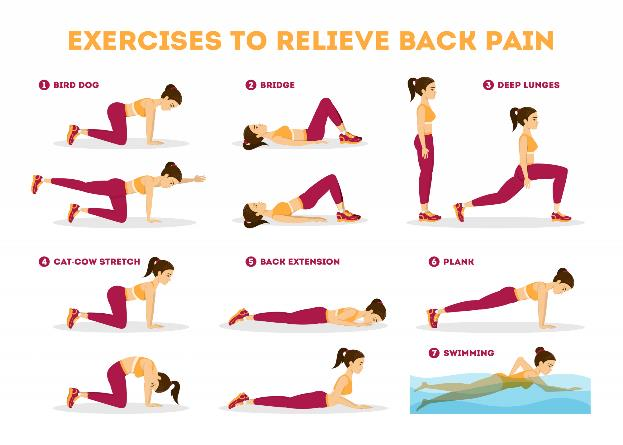 EXERCISES TO RELIEVE BACK PAIN
1 BIRD DOG
2 BRIDGE
3 DEEP LUNGES
4 CAT-COW STRETCH
5 BACK EXTENSION
6 PLANK
7 SWIMMING